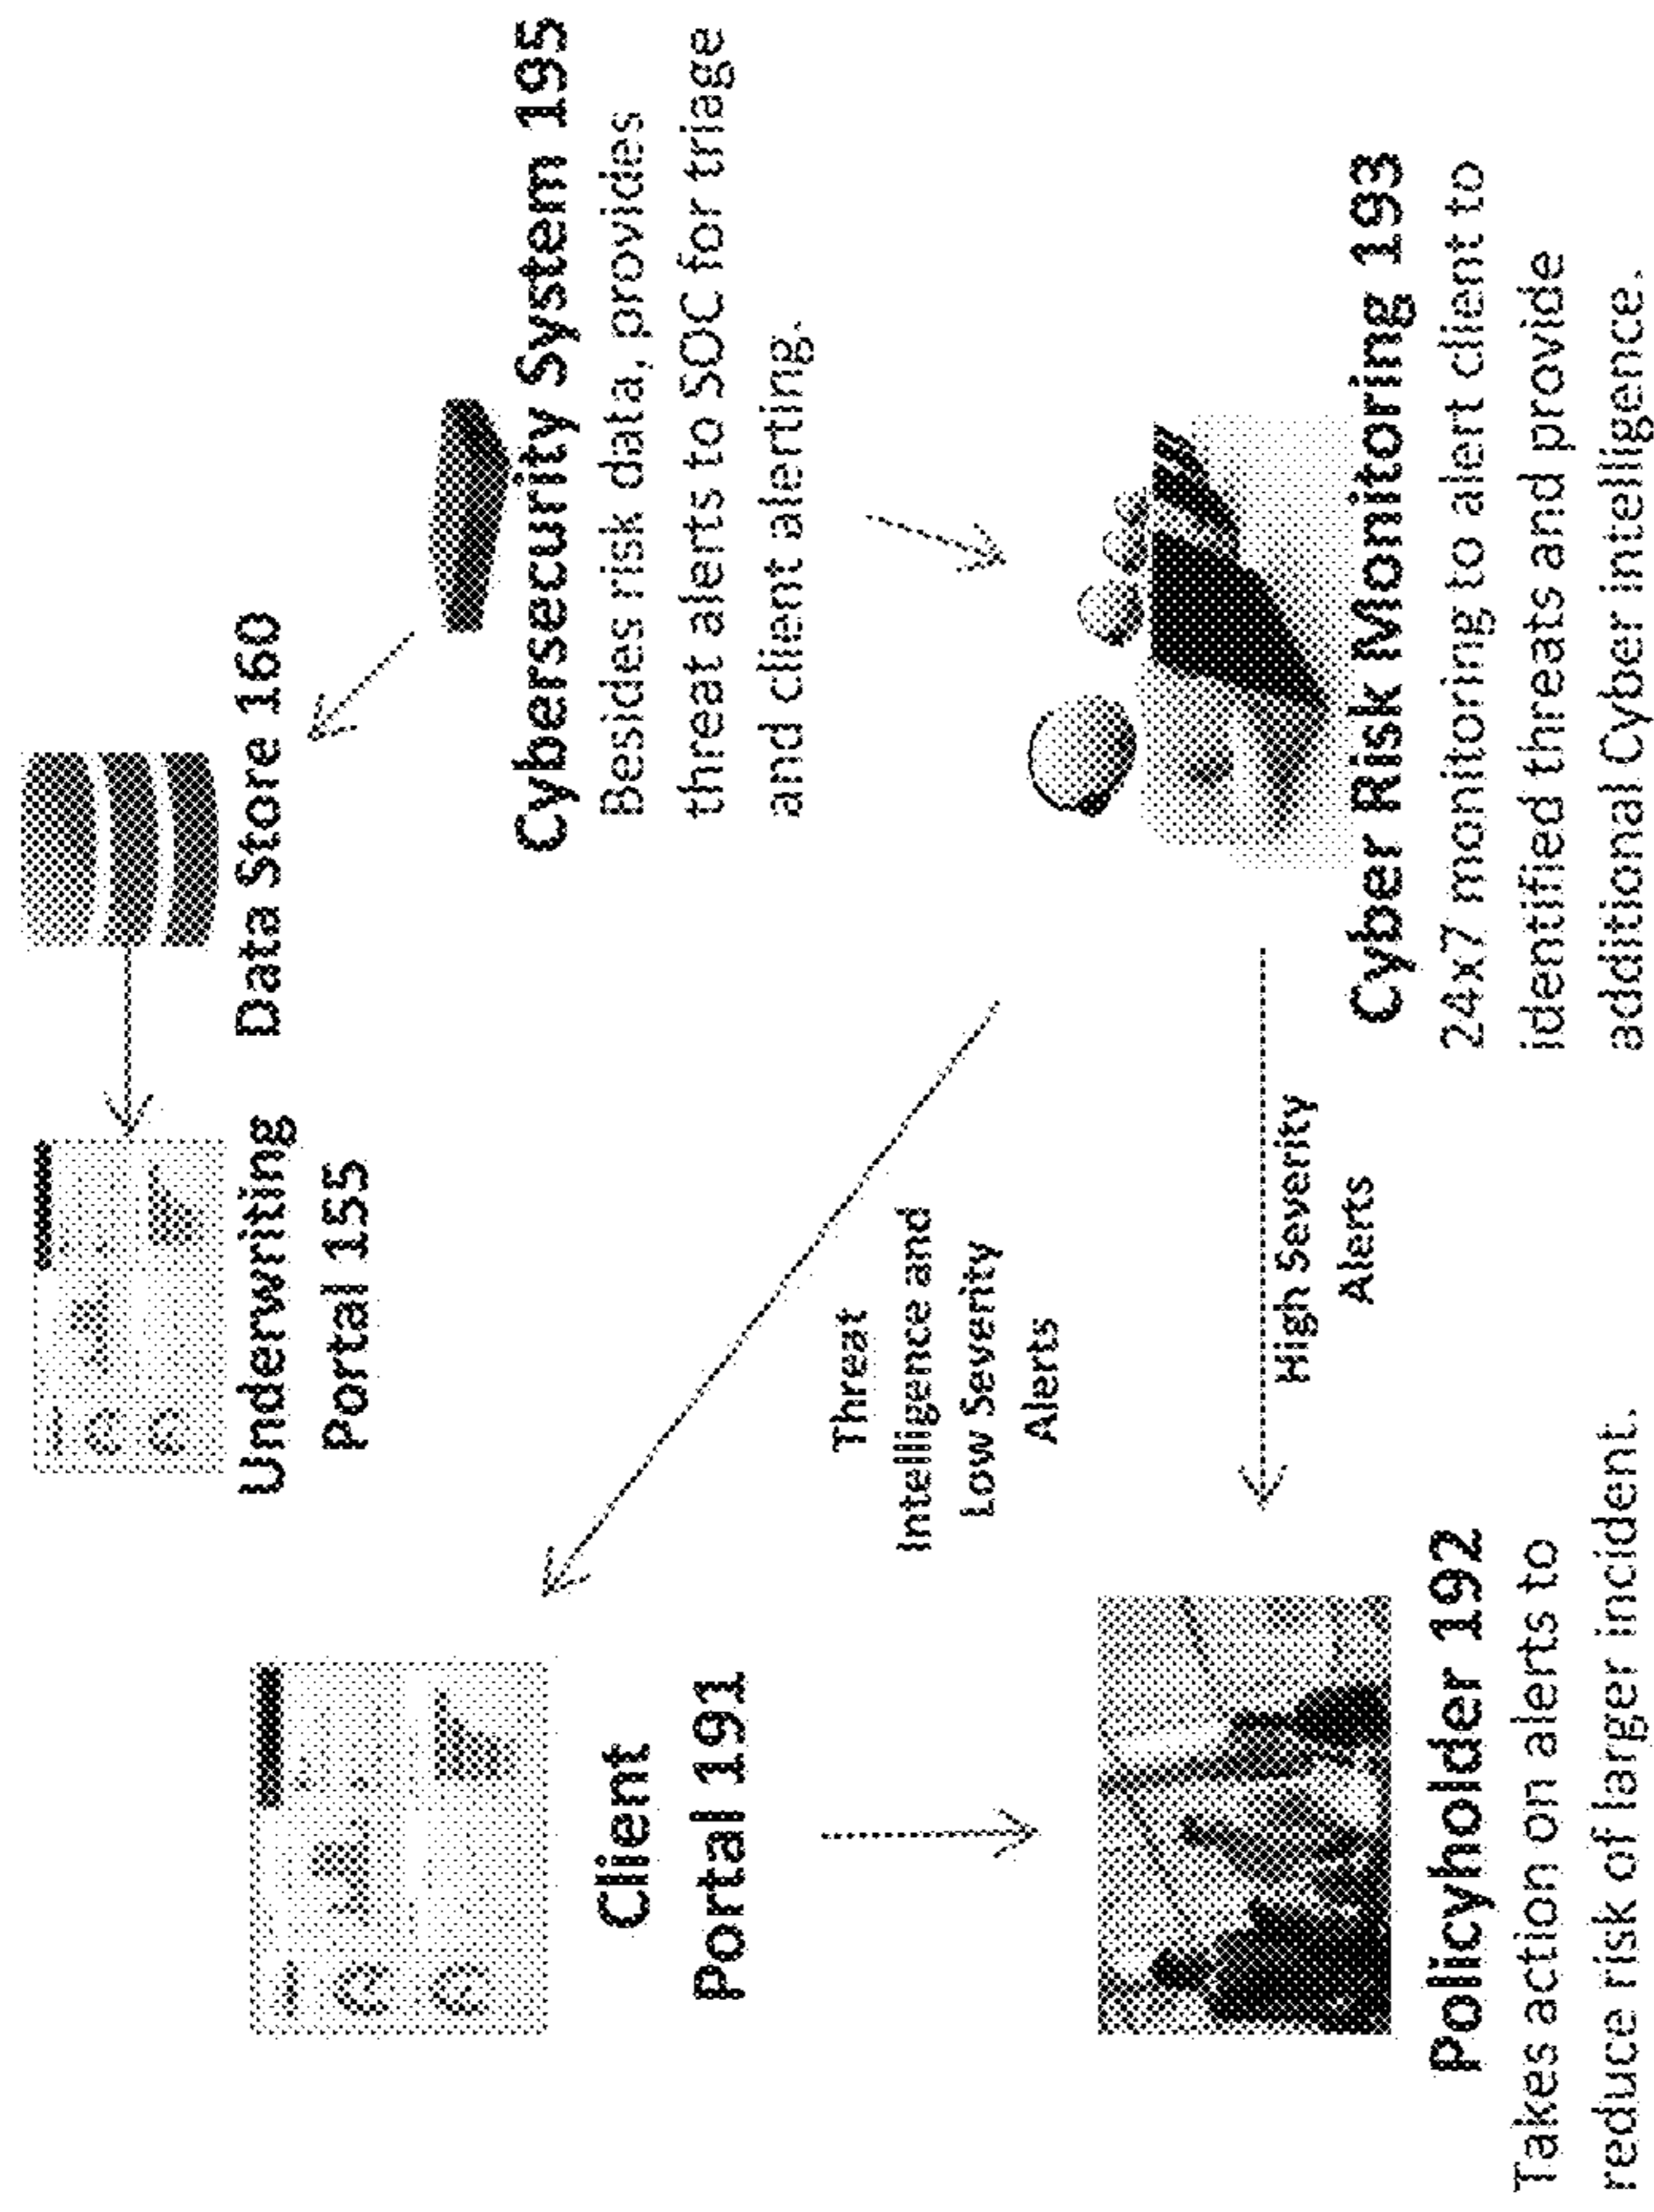 Underwriting
Portal 155
Data Store 160
Cybersecurity System 195
Besides risk data, provides
threat alerts to SOC for triage
and client alerting.
Client
Portal 191
Threat
Intelligence and
Low Severity
Alerts
High Severity
Alerts
Cyber Risk Monitoring 193
24x7 monitoring to alert client to
identified threats and provide
additional Cyber intelligence.
Policyholder 192
Takes action on alerts to
reduce risk of larger incident.